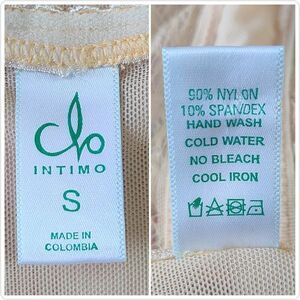 clo
INTIMO
S
MADE IN
COLOMBIA
90% NYLON
10% SPANDEX
HAND WASH
COLD WATER
NO BLEACH
COOL IRON